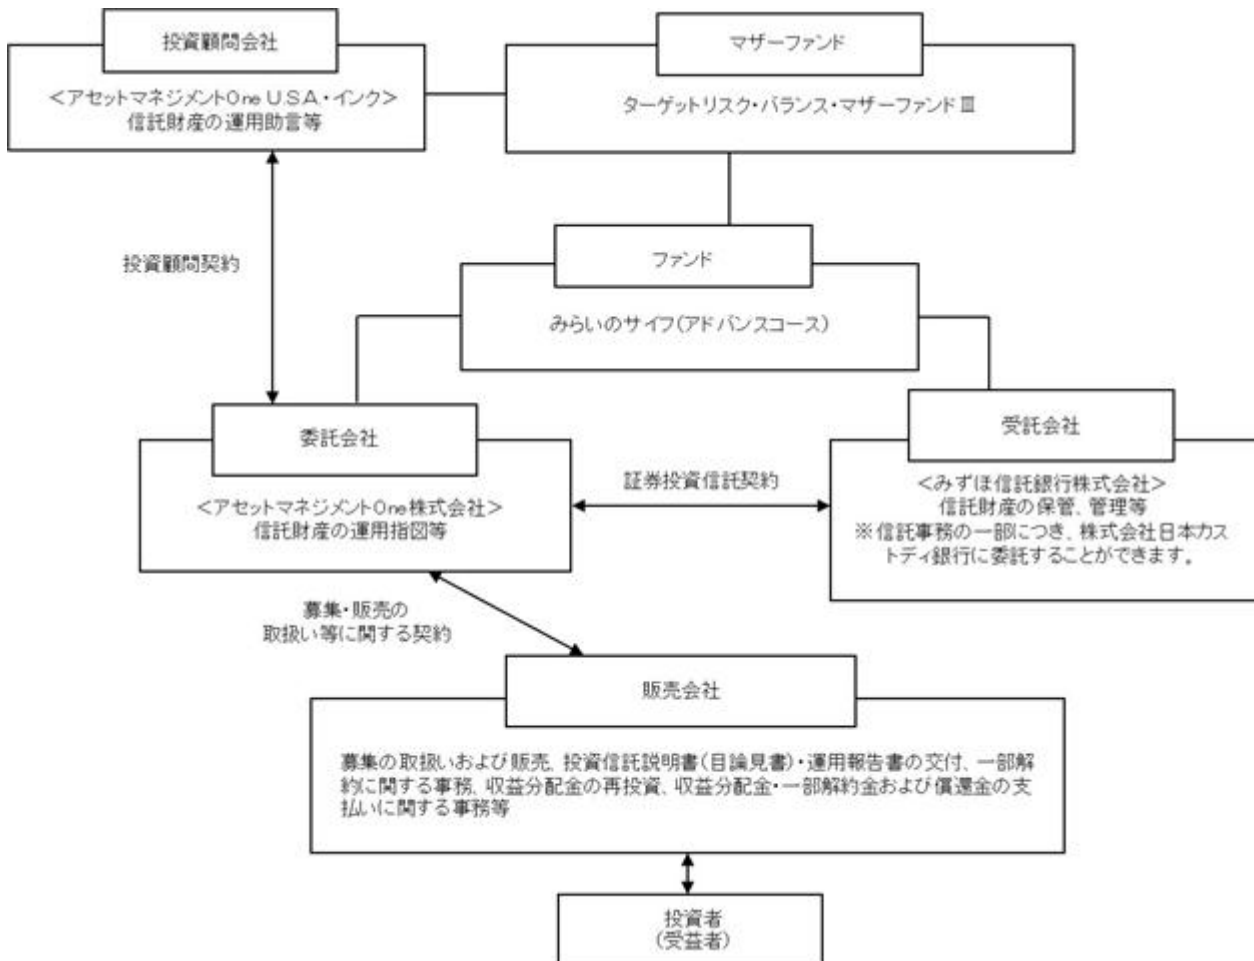 投資顧問会社
<アセットマネジメントOne U.S.A.・インク>
信託財産の運用助言等
マザーファンド
ターゲットリスク・バランス・マザーファンドⅢ
投資顧問契約
ファンド
みらいのサイフ(アドバンスコース)
委託会社
<アセットマネジメントOne株式会社>
信託財産の運用指図等
証券投資信託契約
受託会社
<みずほ信託銀行株式会社>
信託財産の保管、管理等
※信託事務の一部につき、株式会社日本カス
トディ銀行に委託することができます。
募集・販売の
取扱い等に関する契約
販売会社
募集の取扱いおよび販売、投資信託説明書(目論見書)・運用報告書の交付、一部解
約に関する事務、収益分配金の再投資、収益分配金・一部解約金および償還金の支
払いに関する事務等
投資者
(受益者)